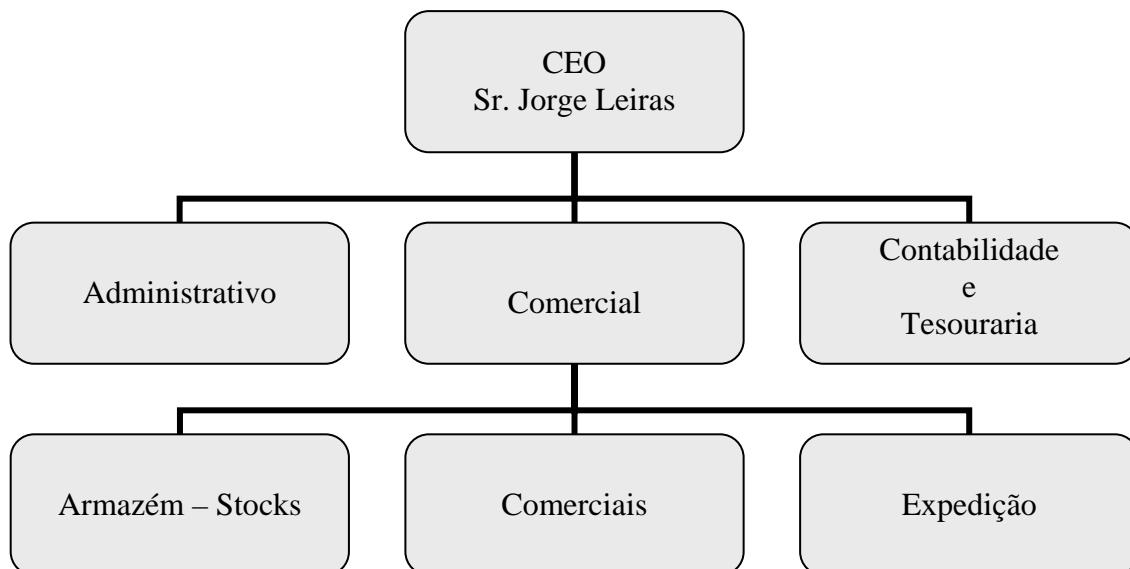 CEO
Sr. Jorge Leiras
Administrativo
Comercial
Contabilidade
e
Tesouraria
Armazém – Stocks
Comerciais
Expedição